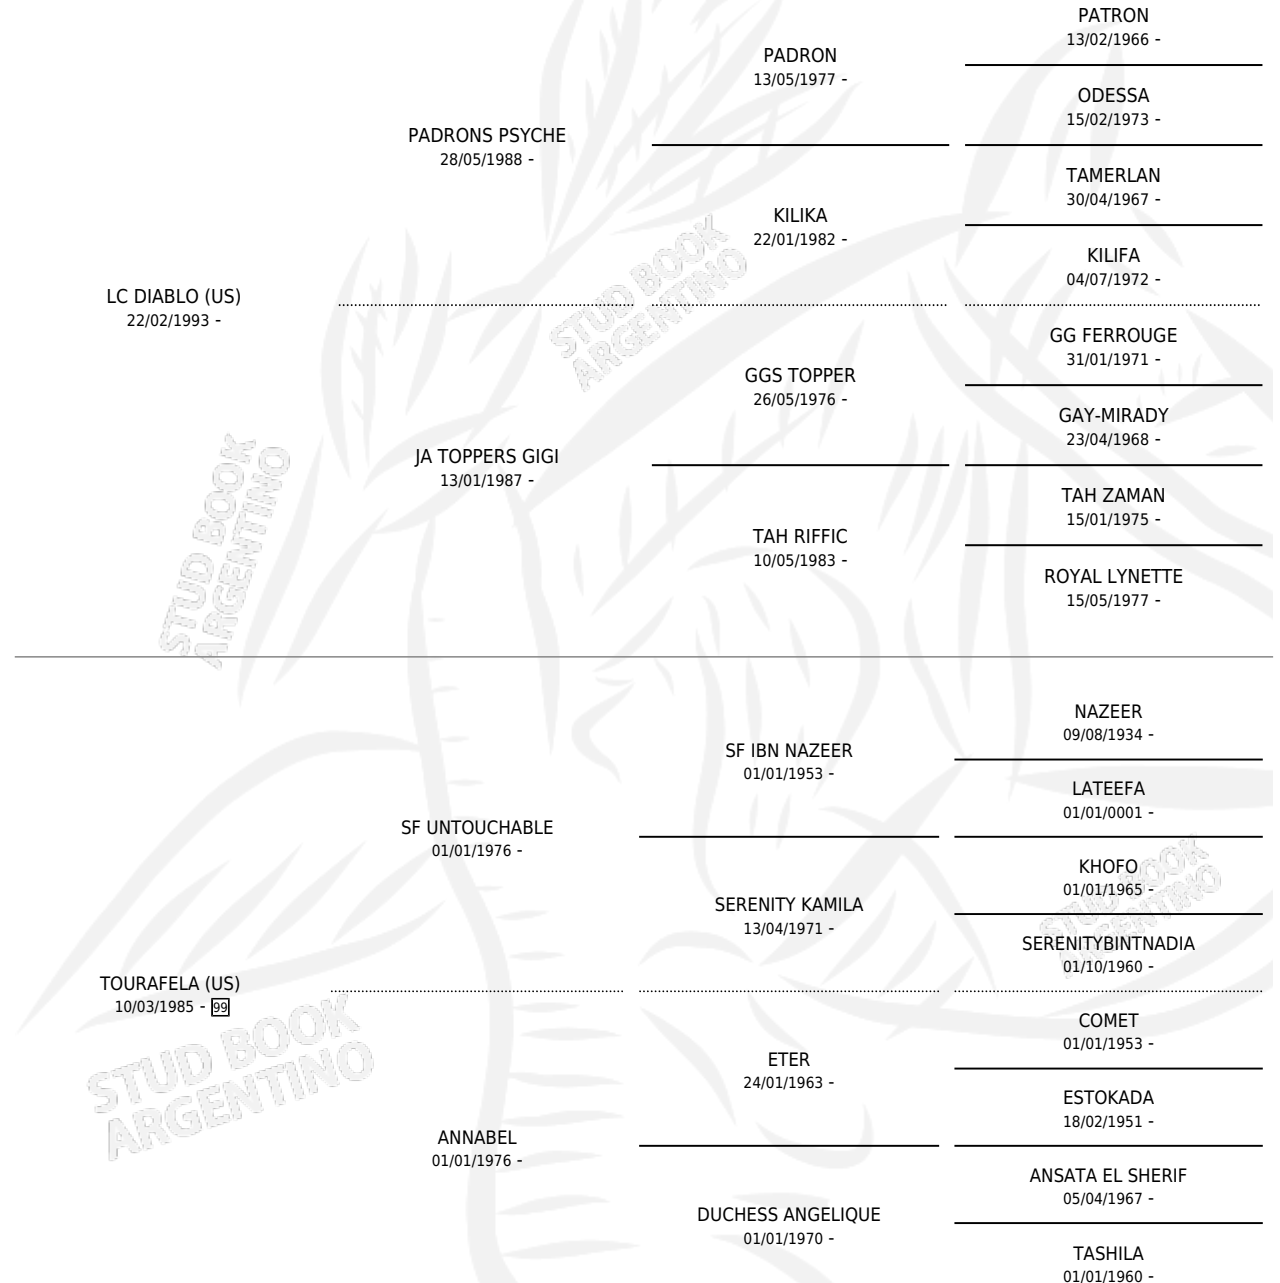 PATRON
13/02/1966 -
PADRON
13/05/1977 -
ODESSA
15/02/1973 -
PADRONS PSYCHE
28/05/1988 -
TAMERLAN
30/04/1967 -
KILIKA
22/01/1982 -
KILIFA
04/07/1972 -
LC DIABLO (US)
22/02/1993 -
GG FERROUGE
31/01/1971 -
GGS TOPPER
26/05/1976 -
GAY-MIRADY
23/04/1968 -
JA TOPPERS GIGI
13/01/1987 -
TAH ZAMAN
15/01/1975 -
TAH RIFFIC
10/05/1983 -
ROYAL LYNETTE
15/05/1977 -
NAZEER
09/08/1934 -
SF IBN NAZEER
01/01/1953 -
LATEEFA
01/01/0001 -
SF UNTOUCHABLE
01/01/1976 -
KHOFO
01/01/1965 -
SERENITY KAMILA
13/04/1971 -
SERENITYBINTNADIA
01/10/1960 -
TOURAFELA (US)
10/03/1985 - 99
COMET
01/01/1953 -
ETER
24/01/1963 -
ESTOKADA
18/02/1951 -
ANNABEL
01/01/1976 -
ANSATA EL SHERIF
05/04/1967 -
DUCHESS ANGELIQUE
01/01/1970 -
TASHILA
01/01/1960 -
STUD BOOK
ARGENTINO
STUD BOOK
ARGENTINO
STUD BOOK
ARGENTINO
STUD BOOK
ARGENTINO